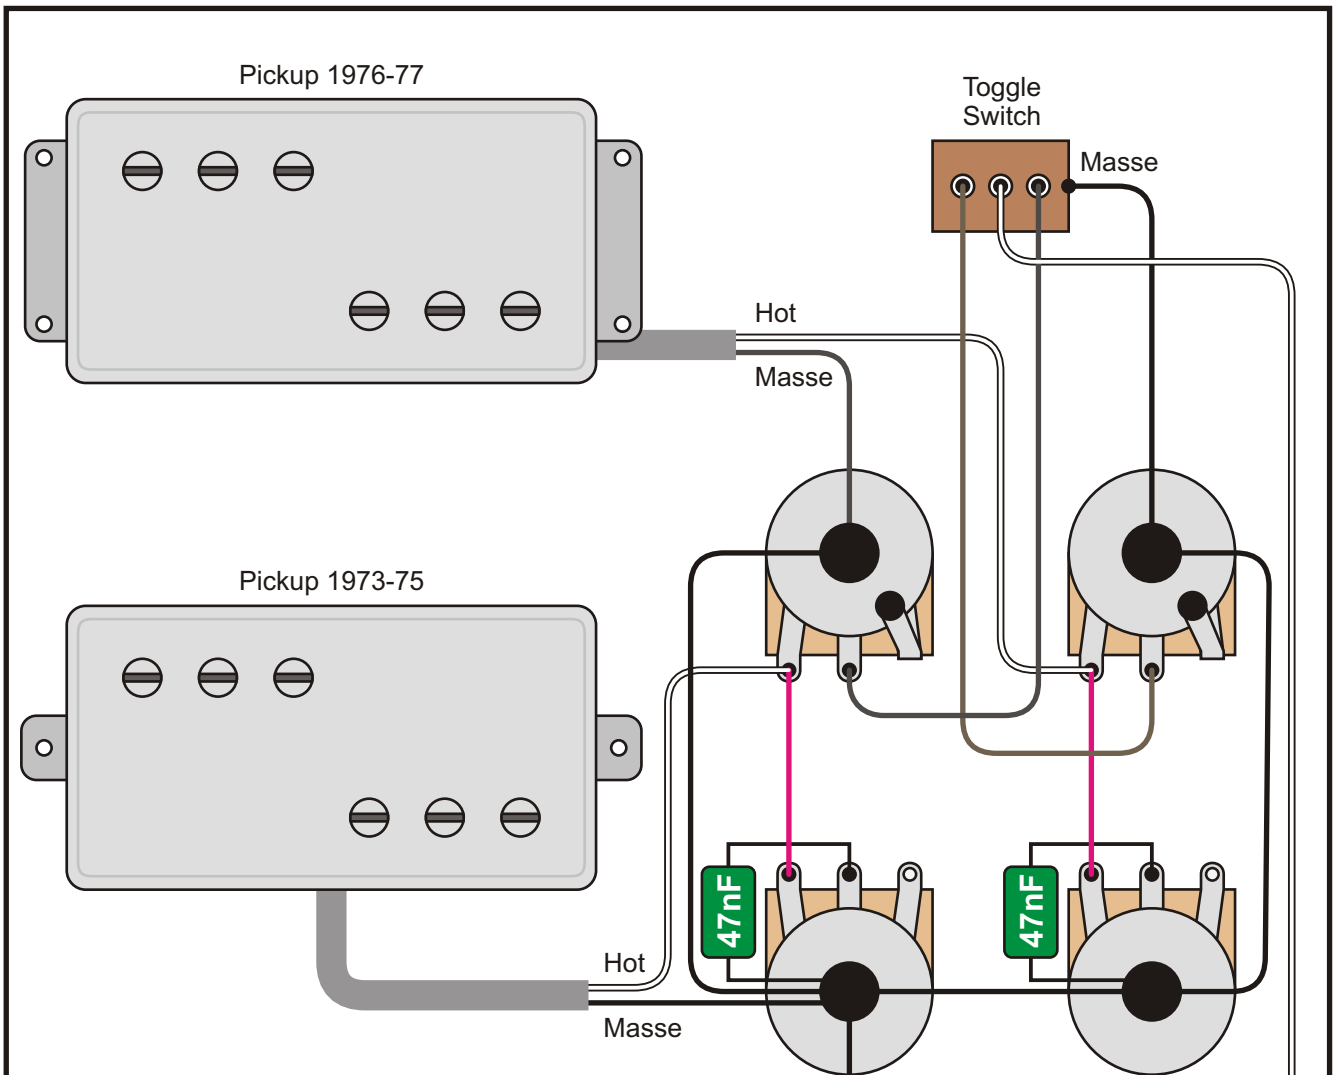 Pickup 1976-77
Toggle
Switch
Masse
Hot
Masse
Pickup 1973-75
47nF
47nF
Hot
Masse